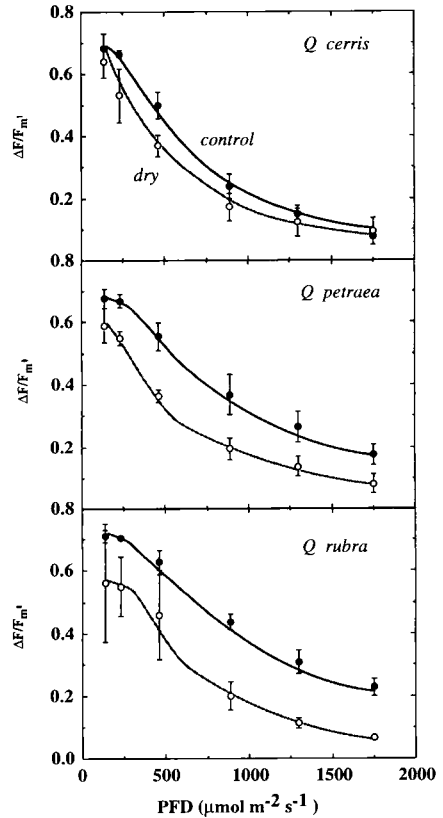 0.8
Q cerris
0.6
ΔF/Fm'
control
0.4
dry
0.2
0.8
Q petraea
0.6
ΔF/Fm'
0.4
0.2
0.8
Q rubra
0.6
ΔF/Fm'
0.4
0.2
0.0
0 500 1000 1500 2000
PFD (μmol m⁻² s⁻¹)